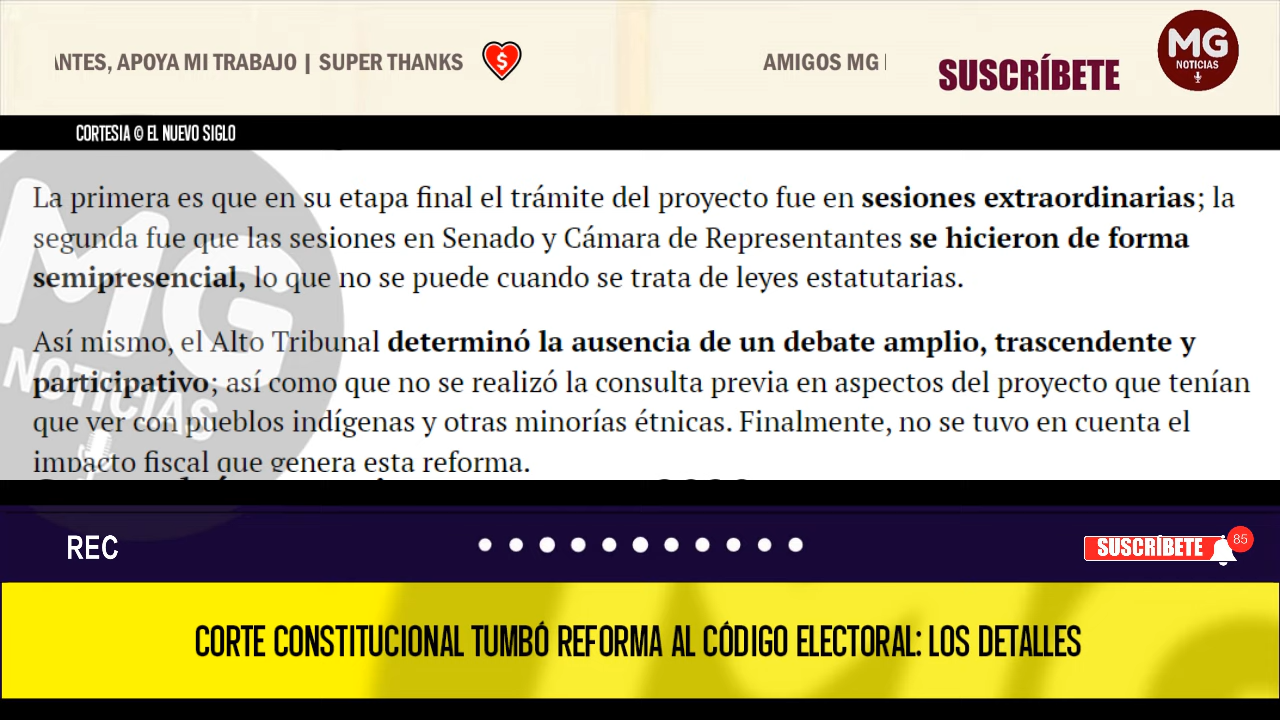 ANTES, APOYA MI TRABAJO | SUPER THANKS
$
AMIGOS MG
SUSCRÍBETE
MG
NOTICIAS
CORTESIA © EL NUEVO SIGLO
La primera es que en su etapa final el trámite del proyecto fue en sesiones extraordinarias; la
segunda fue que las sesiones en Senado y Cámara de Representantes se hicieron de forma
semipresencial, lo que no se puede cuando se trata de leyes estatutarias.
Así mismo, el Alto Tribunal determinó la ausencia de un debate amplio, trascendente y
participativo; así como que no se realizó la consulta previa en aspectos del proyecto que tenían
que ver con pueblos indígenas y otras minorías étnicas. Finalmente, no se tuvo en cuenta el
impacto fiscal que genera esta reforma.
MG
NOTICIAS
REC
SUSCRÍBETE
85
CORTE CONSTITUCIONAL TUMBÓ REFORMA AL CÓDIGO ELECTORAL: LOS DETALLES